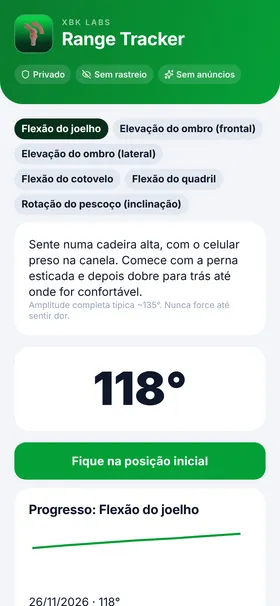 XBK LABS
Range Tracker
Privado
Sem rastreio
Sem anúncios
Flexão do joelho
Elevação do ombro (frontal)
Elevação do ombro (lateral)
Flexão do cotovelo
Flexão do quadril
Rotação do pescoço (inclinação)
Sente numa cadeira alta, com o celular
preso na canela. Comece com a perna
esticada e depois dobre para trás até
onde for confortável.
Amplitude completa típica ~135°. Nunca force até
sentir dor.
118°
Fique na posição inicial
Progresso: Flexão do joelho
26/11/2026 · 118°